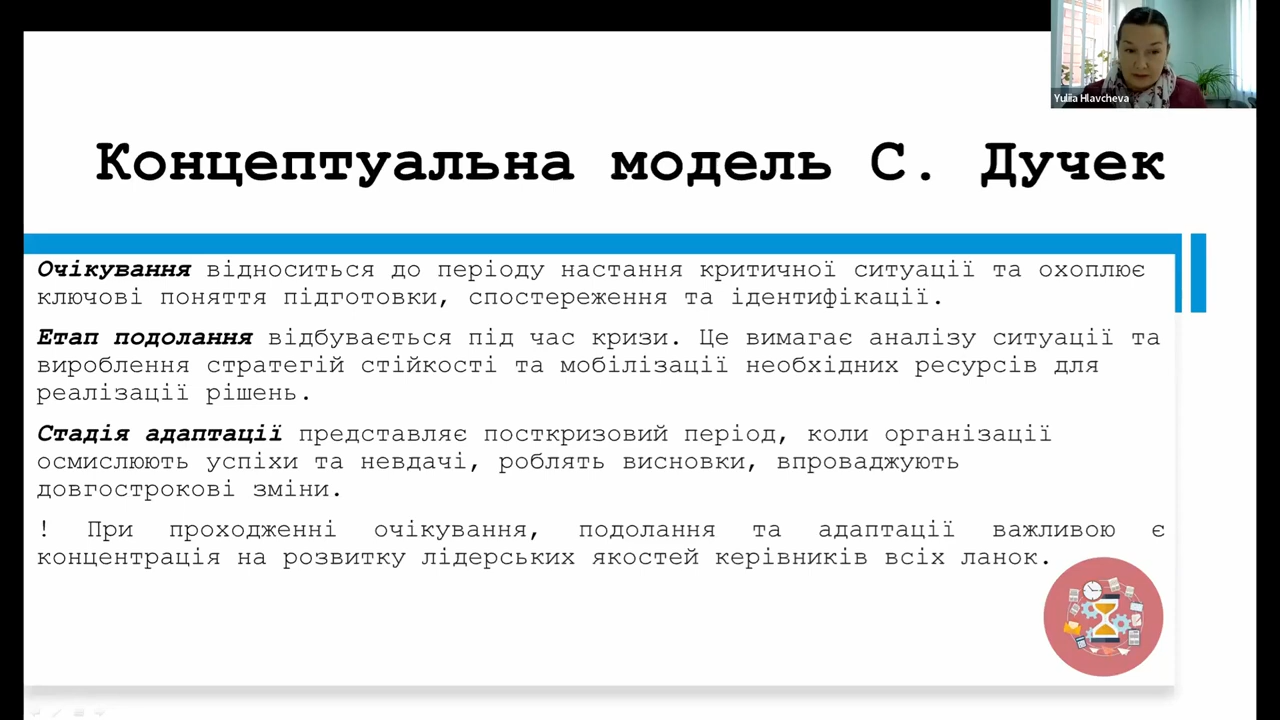 Yuliia Hlavcheva
Концептуальна модель С. Дучек
Очікування відноситься до періоду настання критичної ситуації та охоплює
ключові поняття підготовки, спостереження та ідентифікації.
Етап подолання відбувається під час кризи. Це вимагає аналізу ситуації та
вироблення стратегій стійкості та мобілізації необхідних ресурсів для
реалізації рішень.
Стадія адаптації представляє посткризовий період, коли організації
осмислюють успіхи та невдачі, роблять висновки, впроваджують
довгострокові зміни.
! При проходженні очікування, подолання та адаптації важливою є
концентрація на розвитку лідерських якостей керівників всіх ланок.